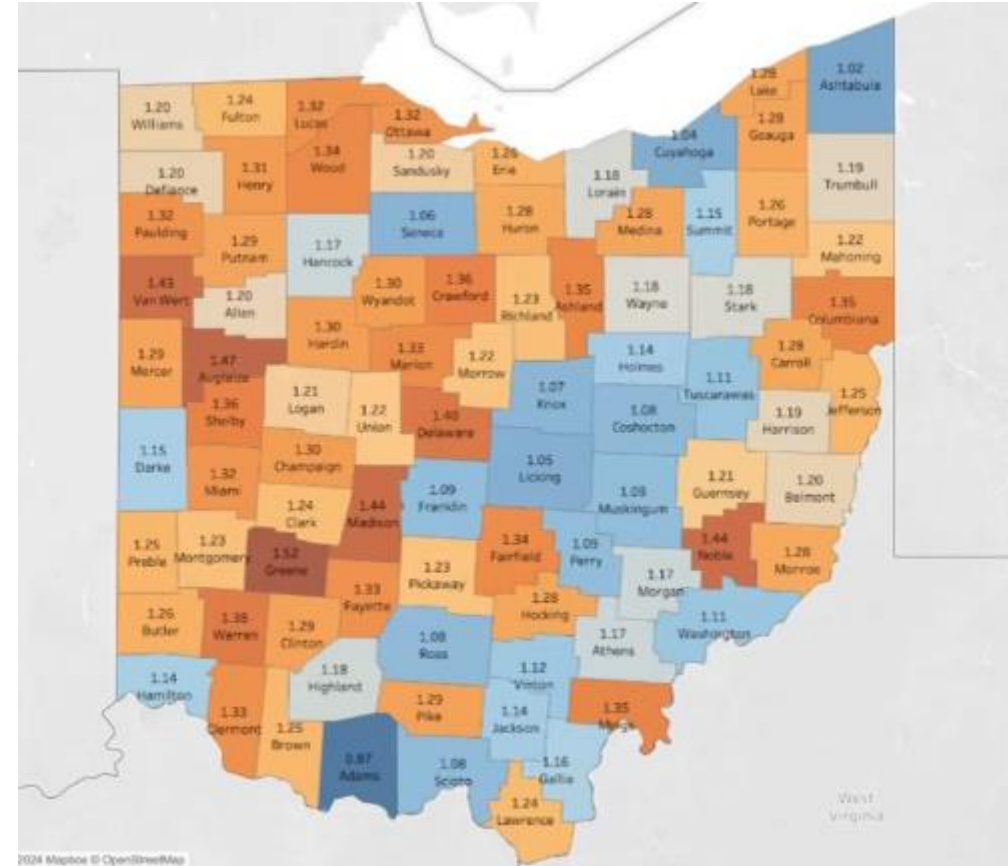 1.02
Ashtabula
1.28
Lake
1.20
Williams
1.24
Fulton
1.32
Lucas
1.32
Ottawa
1.04
Cuyahoga
1.28
Geauga
1.34
Wood
1.20
Sandusky
1.26
Erie
1.18
Lorain
1.19
Trumbull
1.20
Defiance
1.31
Henry
1.32
Paulding
1.06
Seneca
1.28
Huron
1.28
Medina
1.15
Summit
1.26
Portage
1.29
Putnam
1.17
Hancock
1.22
Mahoning
1.43
Van Wert
1.20
Allen
1.30
Wyandot
1.36
Crawford
1.23
Richland
1.35
Ashland
1.18
Wayne
1.18
Stark
1.35
Columbiana
1.30
Hardin
1.29
Mercer
1.47
Auglaize
1.33
Marion
1.22
Morrow
1.14
Holmes
1.28
Carroll
1.11
Tuscarawas
1.25
Jefferson
1.21
Logan
1.07
Knox
1.36
Shelby
1.22
Union
1.40
Delaware
1.08
Coshocton
1.19
Harrison
1.15
Darke
1.30
Champaign
1.05
Licking
1.32
Miami
1.21
Guernsey
1.20
Belmont
1.09
Franklin
Muskingum
1.24
Clark
1.44
Madison
1.25
Preble
1.23
Montgomery
1.52
Greene
1.34
Fairfield
1.09
Perry
1.44
Noble
1.28
Monroe
1.23
Pickaway
1.17
Morgan
1.33
Fayette
1.28
Hocking
1.26
Butler
Warren
1.29
Clinton
1.11
Washington
1.08
Ross
1.17
Athens
1.14
Hamilton
1.18
Highland
1.12
Vinton
1.33
Clermont
1.29
Pike
1.14
Jackson
1.35
Meigs
1.25
Brown
0.87
Adams
1.08
Scioto
1.16
Gallia
1.24
Lawrence
West
Virginia
2024 Mapbox © OpenStreetMap